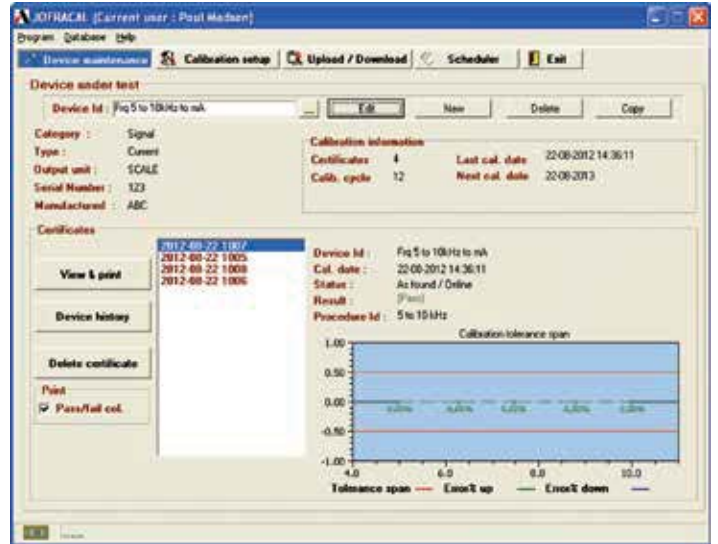 JOFRACAL (Current user : Poul Madsen)
Program Database Help
Device maintenance Calibration setup Upload / Download Scheduler Exit
Device under test
Device Id : Frq 5 to 10kHz to mA ... Edit New Delete Copy
Category : Signal
Type : Current
Output unit : SCALE
Serial Number : 123
Manufactured : ABC
Calibration information
Certificates 4 Last cal. date 22-08-2012 14:36:11
Calib. cycle 12 Next cal. date 22-08-2013
Certificates
View & print
Device history
Delete certificate
Print
Pass/fail col.
2012-08-22 1007
2012-08-22 1005
2012-08-22 1008
2012-08-22 1006
Device Id : Frq 5 to 10kHz to mA
Cal. date : 22-08-2012 14:36:11
Status : As found / Online
Result : (Pass)
Procedure Id : 5 to 10 kHz
Calibration tolerance span
1.00
0.50
0.00
-0.50
-1.00
4.0 6.0 8.0 10.0
Tolerance span Error% up Error% down